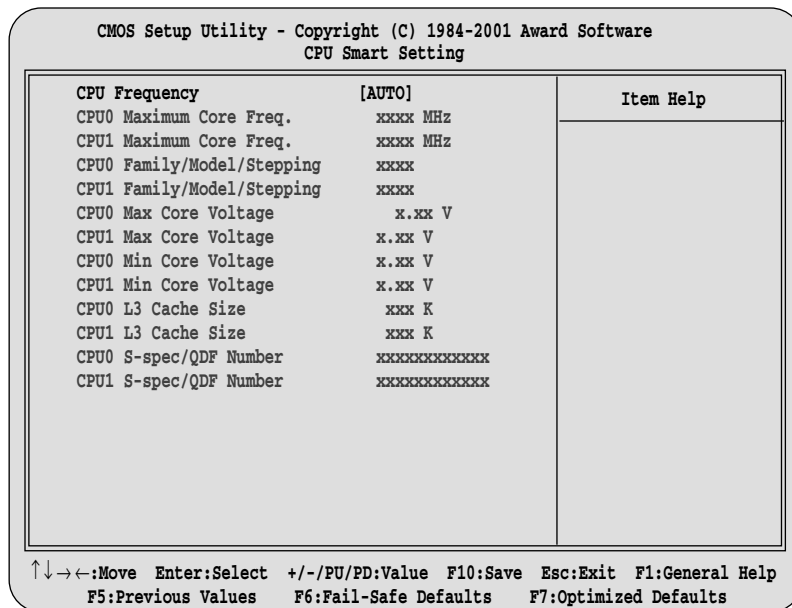 CMOS Setup Utility - Copyright (C) 1984-2001 Award Software
CPU Smart Setting
CPU Frequency [AUTO]
CPU0 Maximum Core Freq. xxxx MHz
CPU1 Maximum Core Freq. xxxx MHz
CPU0 Family/Model/Stepping xxxx
CPU1 Family/Model/Stepping xxxx
CPU0 Max Core Voltage x.xx V
CPU1 Max Core Voltage x.xx V
CPU0 Min Core Voltage x.xx V
CPU1 Min Core Voltage x.xx V
CPU0 L3 Cache Size xxx K
CPU1 L3 Cache Size xxx K
CPU0 S-spec/QDF Number xxxxxxxxxxxx
CPU1 S-spec/QDF Number xxxxxxxxxxxx
Item Help
↑↓→←:Move Enter:Select +/-/PU/PD:Value F10:Save Esc:Exit F1:General Help
F5:Previous Values F6:Fail-Safe Defaults F7:Optimized Defaults